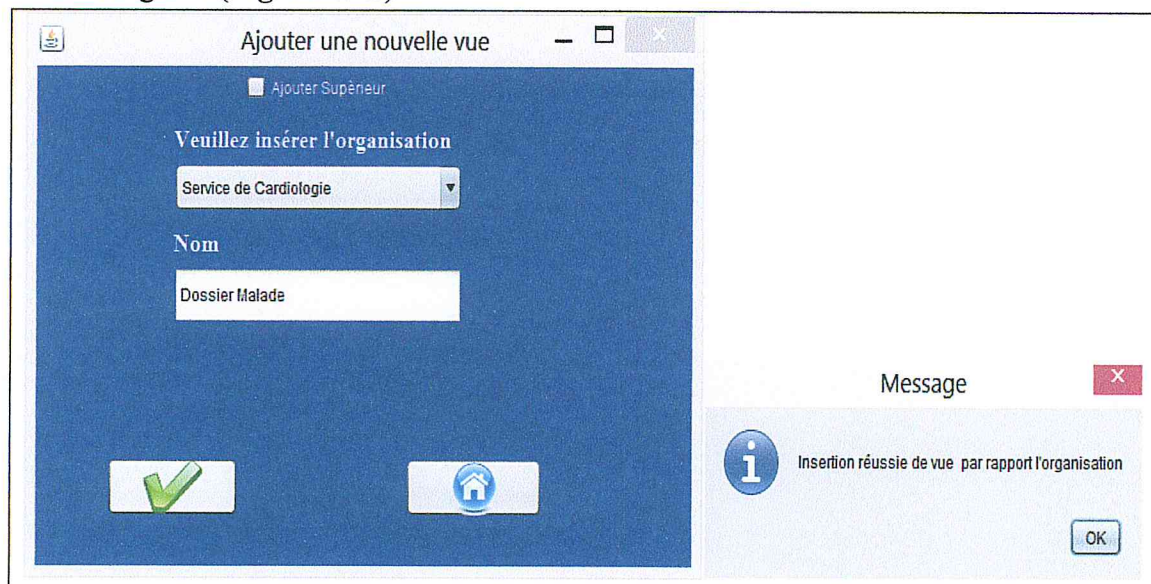 Ajouter une nouvelle vue
Ajouter Supèrieur
Veuillez insérer l'organisation
Service de Cardiologie
Nom
Dossier Malade
Message
X
Insertion réussie de vue par rapport l'organisation
OK